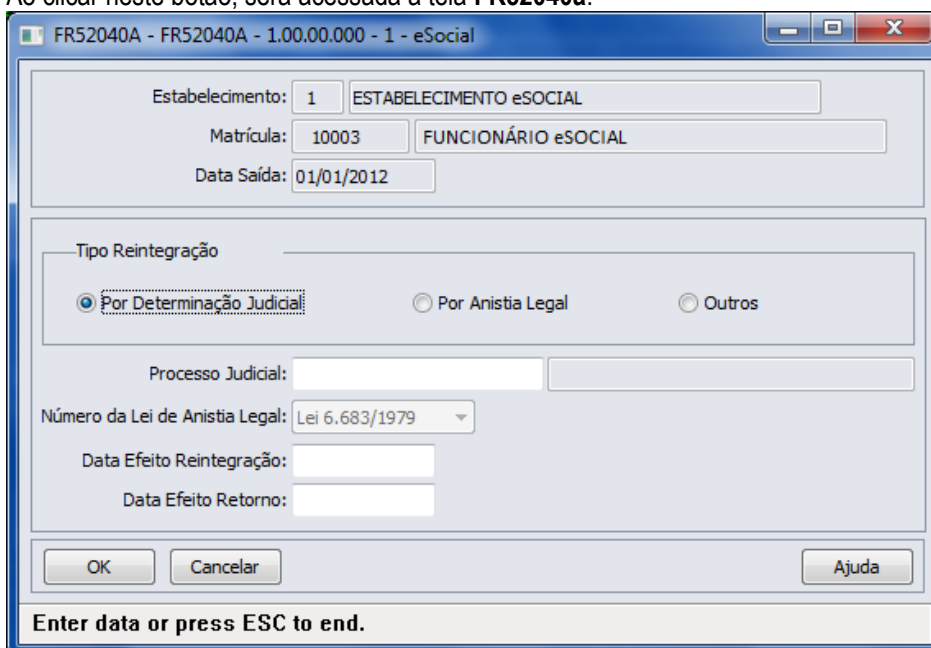 Ao clicar neste botão, será acessada a tela FR52040a.
FR52040A - FR52040A - 1.00.00.000 - 1 - eSocial
Estabelecimento: 1 ESTABELECIMENTO eSOCIAL
Matrícula: 10003 FUNCIONÁRIO eSOCIAL
Data Saída: 01/01/2012
Tipo Reintegração
Por Determinação Judicial Por Anistia Legal Outros
Processo Judicial:
Número da Lei de Anistia Legal: Lei 6.683/1979
Data Efeito Reintegração:
Data Efeito Retorno:
OK Cancelar Ajuda
Enter data or press ESC to end.